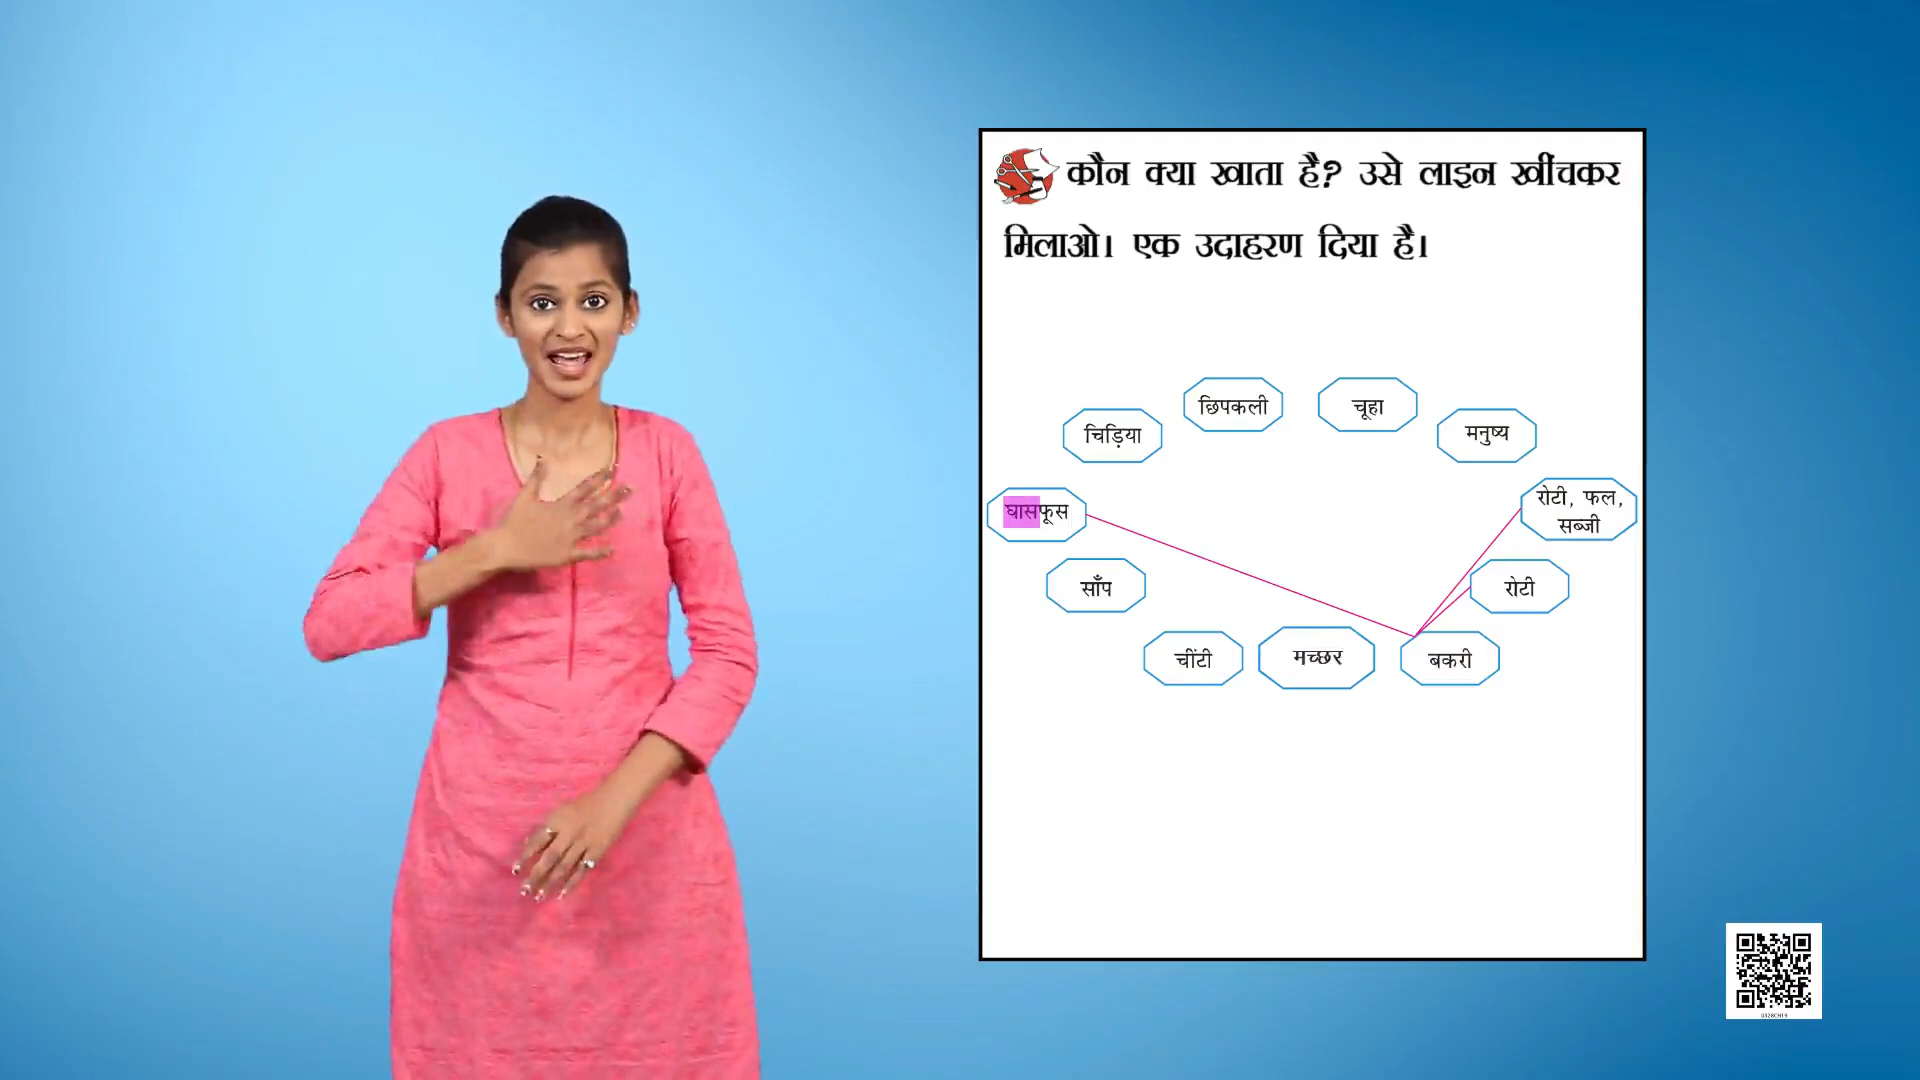 कौन क्या खाता है? उसे लाइन खींचकर
मिलाओ। एक उदाहरण दिया है।
छिपकली
चूहा
चिड़िया
मनुष्य
घासफूस
रोटी, फल,
सब्जी
साँप
रोटी
चींटी
मच्छर
बकरी